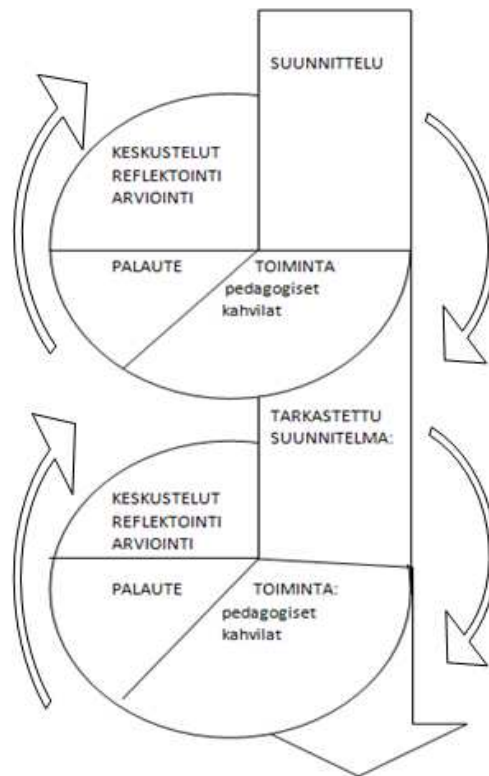 SUUNNITTELU
KESKUSTELUT
REFLEKTOINTI
ARVIOINTI
PALAUTE
TOIMINTA
pedagogiset
kahvilat
TARKASTETTU
SUUNNITELMA:
KESKUSTELUT
REFLEKTOINTI
ARVIOINTI
PALAUTE
TOIMINTA:
pedagogiset
kahvilat